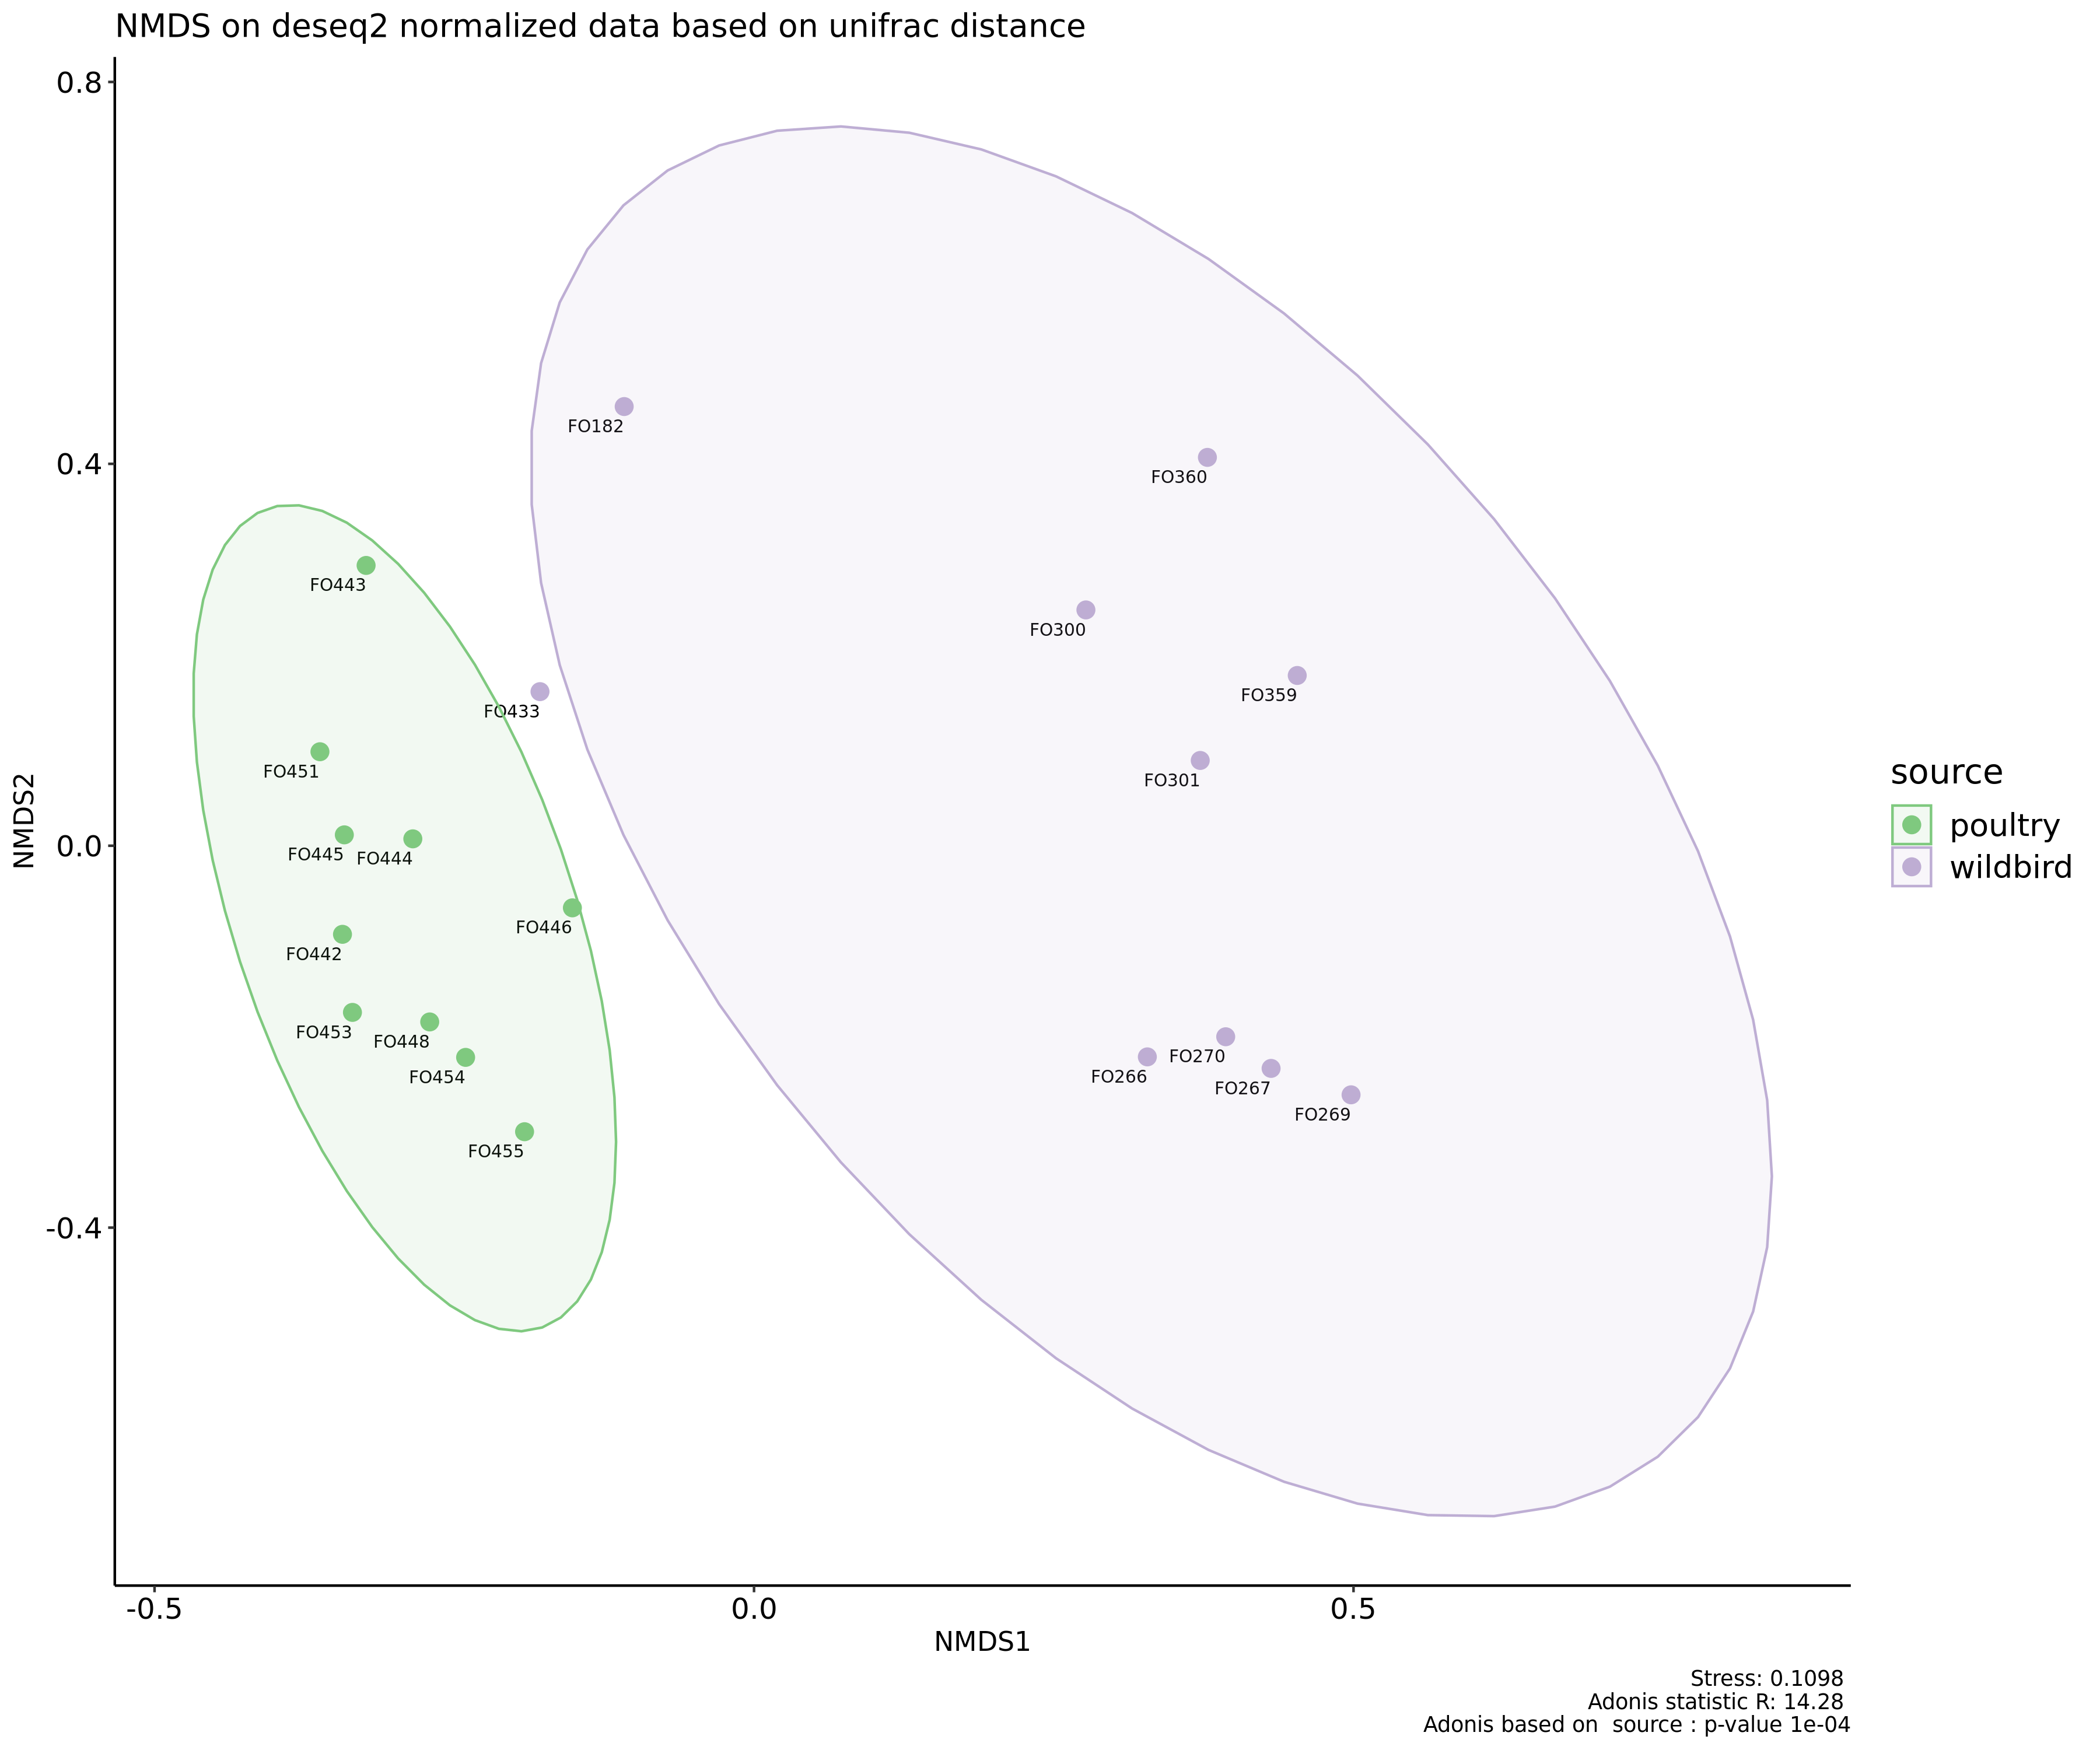 NMDS on deseq2 normalized data based on unifrac distance
0.8
0.4
0.0
-0.4
NMDS2
FO182
FO360
FO443
FO300
FO359
FO433
FO451
FO301
FO445 FO444
FO446
FO442
FO453
FO448
FO454
FO270
FO266
FO267
FO269
FO455
source
poultry
wildbird
-0.5 0.0 0.5
NMDS1
Stress: 0.1098
Adonis statistic R: 14.28
Adonis based on  source : p-value 1e-04